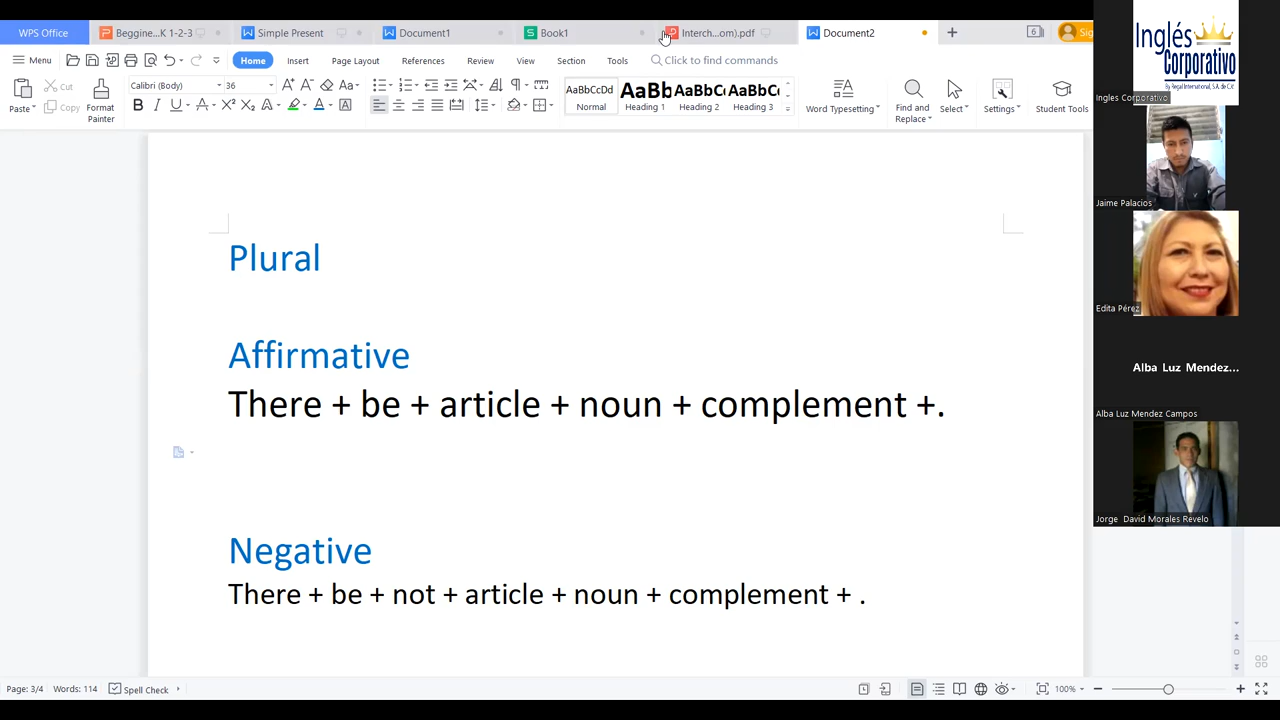 WPS Office
Beggine...K 1-2-3
Simple Present
Document1
Book1
Interch...om).pdf
Document2
Sig
Menu
Home
Insert
Page Layout
References
Review
View
Section
Tools
Click to find commands
Paste
Cut
Copy
Format
Painter
Calibri (Body)
36
AaBbCcDd
Normal
AaBb
Heading 1
AaBbC
Heading 2
AaBbC
Heading 3
Word Typesetting
Find and
Replace
Select
Settings
Student Tools
Plural
Affirmative
There + be + article + noun + complement +.
Negative
There + be + not + article + noun + complement + .
Page: 3/4
Words: 114
Spell Check
100%
Inglés
Corporativo
By Regal International, S.A. de C.V.
Ingles Corporativo
Jaime Palacios
Edita Pérez
Alba Luz Mendez...
Alba Luz Mendez Campos
Jorge David Morales Revelo